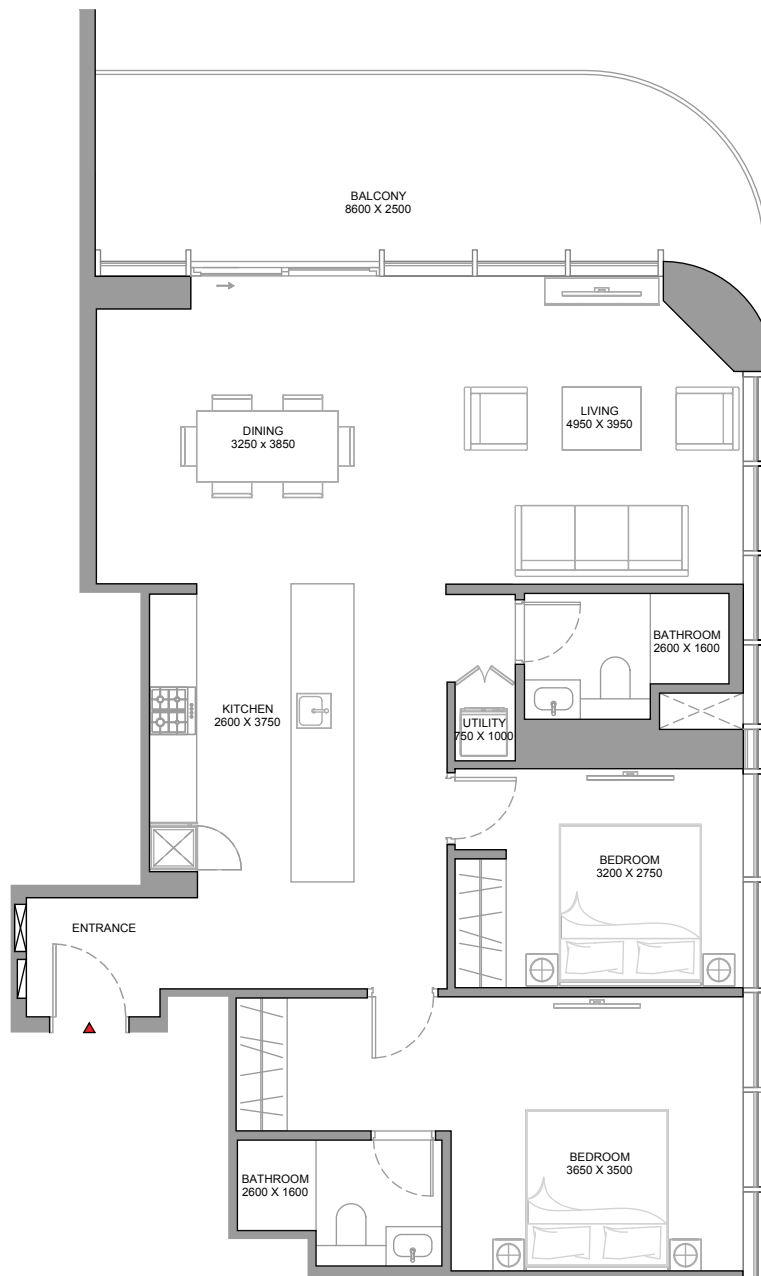 BALCONY
8600 X 2500
DINING
3250 x 3850
LIVING
4950 X 3950
BATHROOM
2600 X 1600
KITCHEN
2600 X 3750
UTILITY
750 X 1000
BEDROOM
3200 X 2750
ENTRANCE
BEDROOM
3650 X 3500
BATHROOM
2600 X 1600